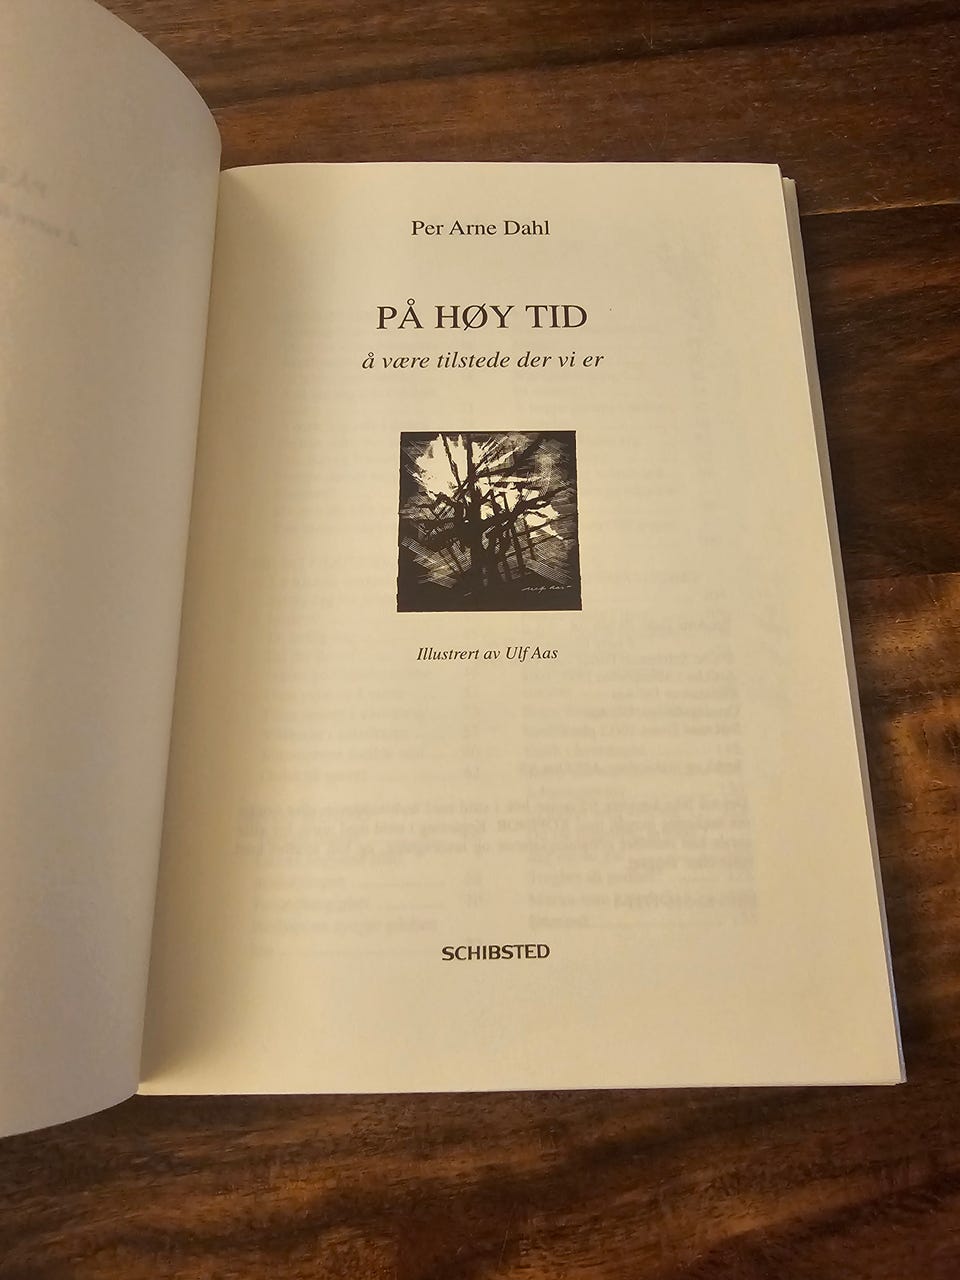 Per Arne Dahl
PÅ HØY TID
å være tilstede der vi er
Illustrert av Ulf Aas
SCHIBSTED